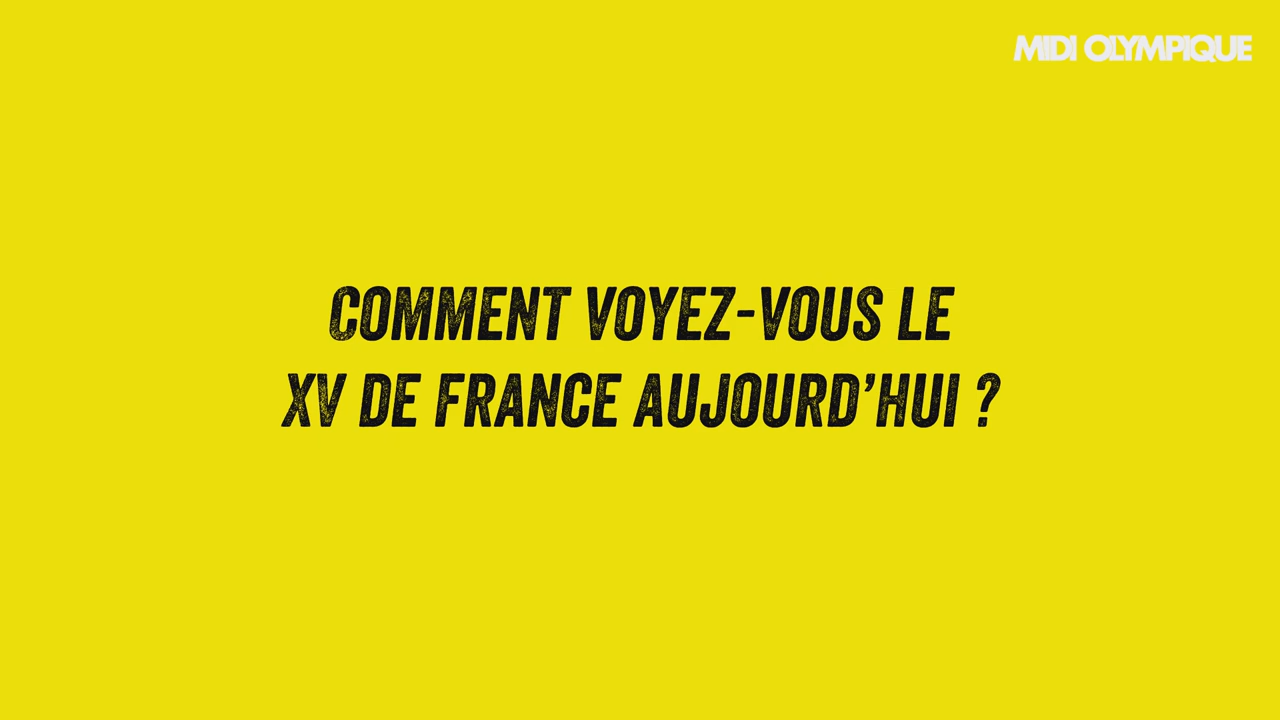 MIDI OLYMPIQUE
COMMENT VOYEZ-VOUS LE
XV DE FRANCE AUJOURD’HUI ?